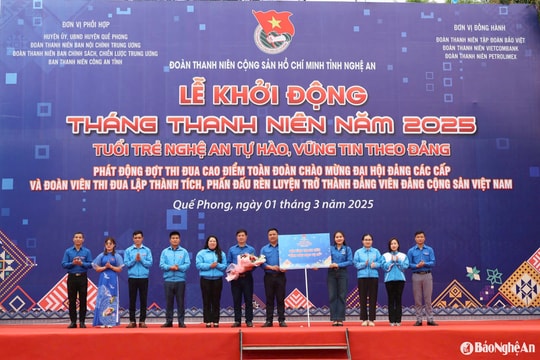 ĐƠN VỊ PHỐI HỢP
HUYỆN ỦY, UBND HUYỆN QUẾ PHONG
ĐOÀN THANH NIÊN BAN NỘI CHÍNH TRUNG ƯƠNG
ĐOÀN THANH NIÊN BAN CHÍNH SÁCH, CHIẾN LƯỢC TRUNG ƯƠNG
BAN THANH NIÊN CÔNG AN TỈNH
ĐƠN VỊ ĐỒNG HÀNH
ĐOÀN THANH NIÊN TẬP ĐOÀN BẢO VIỆT
ĐOÀN THANH NIÊN VIETCOMBANK
ĐOÀN THANH NIÊN PETROLIMEX
ĐOÀN THANH NIÊN CỘNG SẢN HỒ CHÍ MINH TỈNH NGHỆ AN
LỄ KHỞI ĐỘNG
THÁNG THANH NIÊN NĂM 2025
TUỔI TRẺ NGHỆ AN TỰ HÀO, VỮNG TIN THEO ĐẢNG
PHÁT ĐỘNG ĐỢT THI ĐUA CAO ĐIỂM TOÀN ĐOÀN CHÀO MỪNG ĐẠI HỘI ĐẢNG CÁC CẤP
VÀ ĐOÀN VIÊN THI ĐUA LẬP THÀNH TÍCH, PHẤN ĐẤU RÈN LUYỆN TRỞ THÀNH ĐẢNG VIÊN ĐẢNG CỘNG SẢN VIỆT NAM
Quế Phong, ngày 01 tháng 3 năm 2025
BáoNghệAn